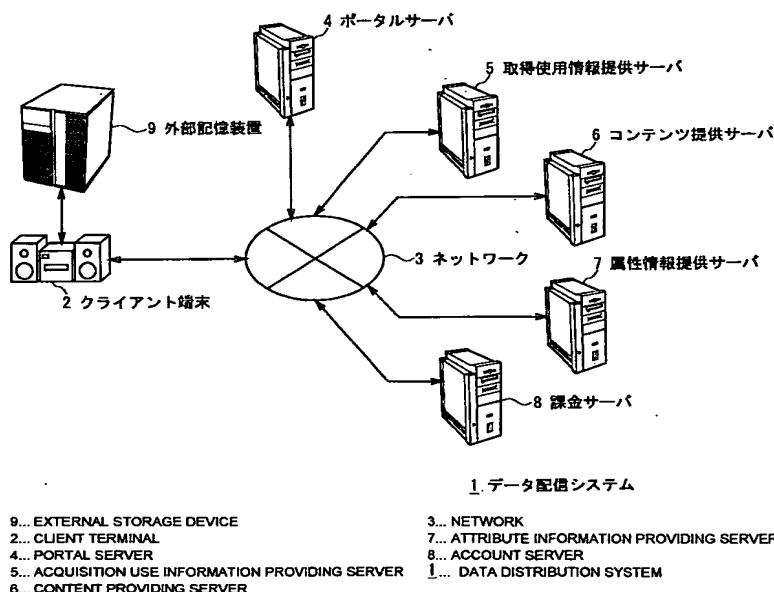 4 ポータルサーバ
5 取得使用情報提供サーバ
9 外部記憶装置
6 コンテンツ提供サーバ
3 ネットワーク
7 属性情報提供サーバ
2 クライアント端末
8 課金サーバ
1. データ配信システム
9... EXTERNAL STORAGE DEVICE
2... CLIENT TERMINAL
4... PORTAL SERVER
5... ACQUISITION USE INFORMATION PROVIDING SERVER
6... CONTENT PROVIDING SERVER
3... NETWORK
7... ATTRIBUTE INFORMATION PROVIDING SERVER
8... ACCOUNT SERVER
1... DATA DISTRIBUTION SYSTEM